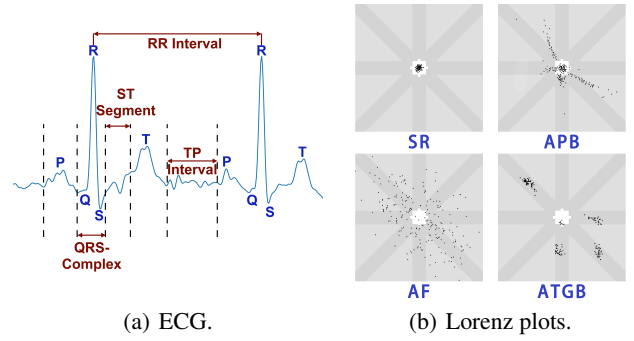 R
RR Interval
R
ST
Segment
P
T
TP
Interval
P
T
Q
S
Q
S
QRS-
Complex
(a) ECG.
SR
APB
AF
ATGB
(b) Lorenz plots.